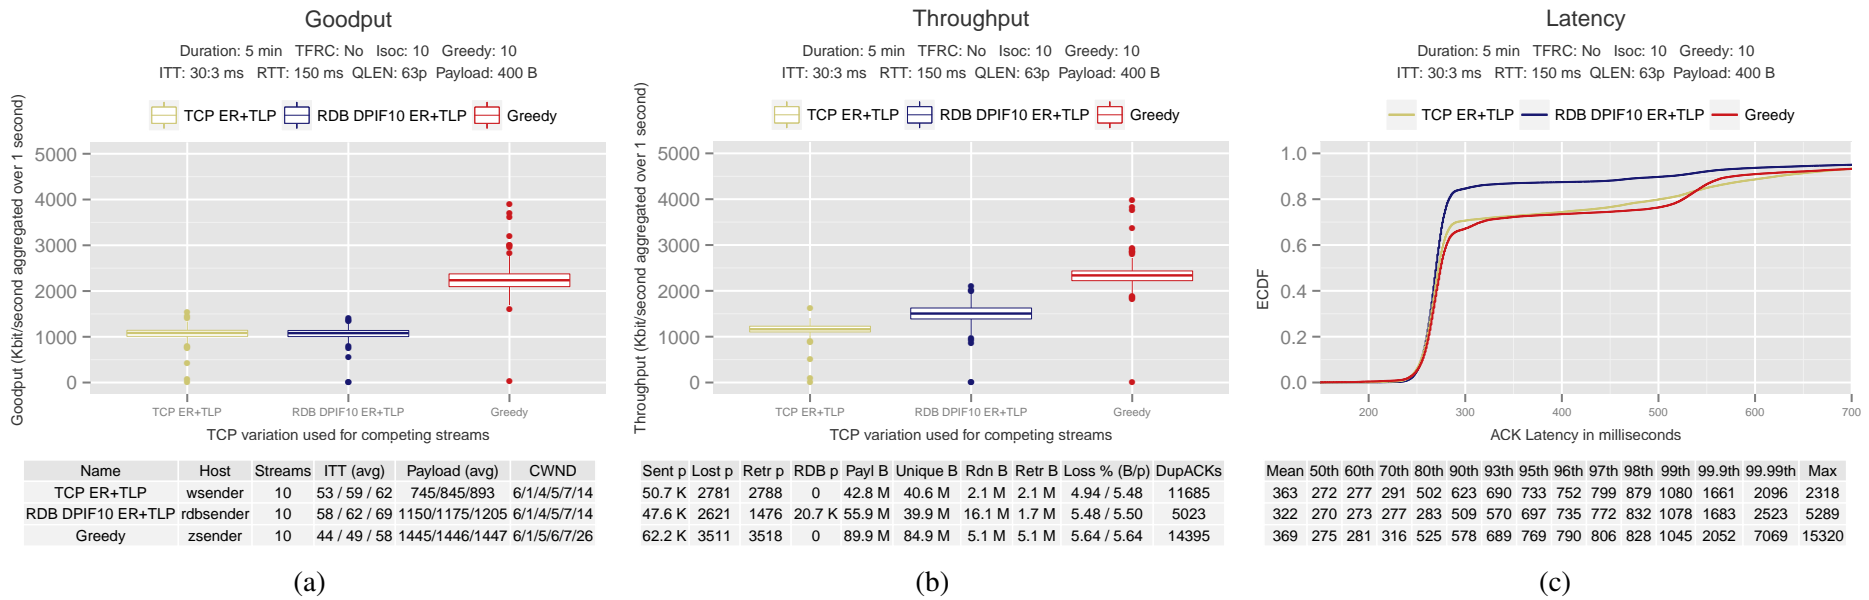 Goodput
Duration: 5 min TFRC: No Isoc: 10 Greedy: 10
ITT: 30:3 ms RTT: 150 ms QLEN: 63p Payload: 400 B
TCP ER+TLP RDB DPIF10 ER+TLP Greedy
Goodput (Kbit/second aggregated over 1 second)
5000
4000
3000
2000
1000
0
TCP ER+TLP RDB DPIF10 ER+TLP Greedy
TCP variation used for competing streams
Name Host Streams ITT (avg) Payload (avg) CWND
TCP ER+TLP wsender 10 53 / 59 / 62 745/845/893 6/1/4/5/7/14
RDB DPIF10 ER+TLP rdbsender 10 58 / 62 / 69 1150/1175/1205 6/1/4/5/7/14
Greedy zsender 10 44 / 49 / 58 1445/1446/1447 6/1/5/6/7/26
(a)
Throughput
Duration: 5 min TFRC: No Isoc: 10 Greedy: 10
ITT: 30:3 ms RTT: 150 ms QLEN: 63p Payload: 400 B
TCP ER+TLP RDB DPIF10 ER+TLP Greedy
Throughput (Kbit/second aggregated over 1 second)
5000
4000
3000
2000
1000
0
TCP ER+TLP RDB DPIF10 ER+TLP Greedy
TCP variation used for competing streams
Sent p Lost p Retr p RDB p Payl B Unique B Rdn B Retr B Loss % (B/p) DupACKs
50.7 K 2781 2788 0 42.8 M 40.6 M 2.1 M 2.1 M 4.94 / 5.48 11685
47.6 K 2621 1476 20.7 K 55.9 M 39.9 M 16.1 M 1.7 M 5.48 / 5.50 5023
62.2 K 3511 3518 0 89.9 M 84.9 M 5.1 M 5.1 M 5.64 / 5.64 14395
(b)
Latency
Duration: 5 min TFRC: No Isoc: 10 Greedy: 10
ITT: 30:3 ms RTT: 150 ms QLEN: 63p Payload: 400 B
TCP ER+TLP RDB DPIF10 ER+TLP Greedy
ECDF
1.0
0.8
0.6
0.4
0.2
0.0
200 300 400 500 600 700
ACK Latency in milliseconds
Mean 50th 60th 70th 80th 90th 93th 95th 96th 97th 98th 99th 99.9th 99.99th Max
363 272 277 291 502 623 690 733 752 799 879 1080 1661 2096 2318
322 270 273 277 283 509 570 697 735 772 832 1078 1683 2523 5289
369 275 281 316 525 578 689 769 790 806 828 1045 2052 7069 15320
(c)